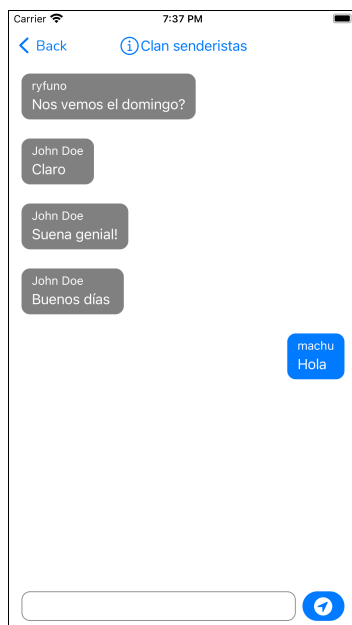 Carrier 7:37 PM
Back Clan senderistas
ryfuno
Nos vemos el domingo?
John Doe
Claro
John Doe
Suena genial!
John Doe
Buenos días
machu
Hola